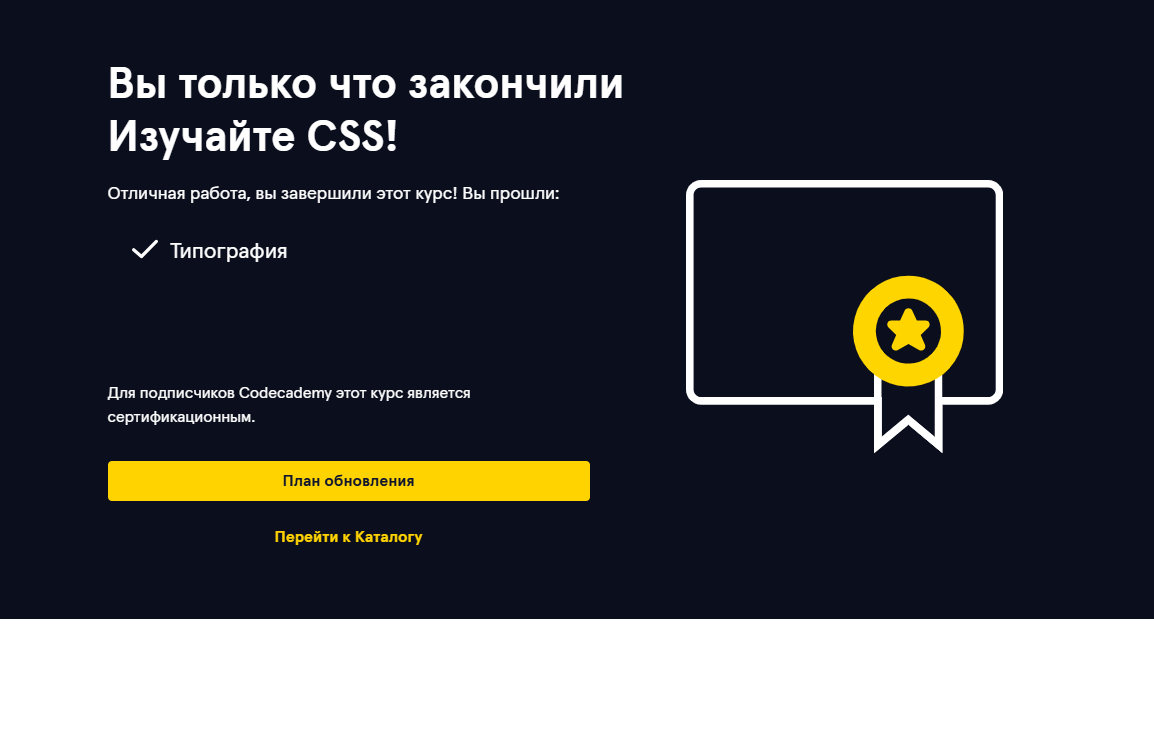 Вы только что закончили
Изучайте CSS!
Отличная работа, вы завершили этот курс! Вы прошли:
Типография
Для подписчиков Codecademy этот курс является
сертификационным.
План обновления
Перейти к Каталогу